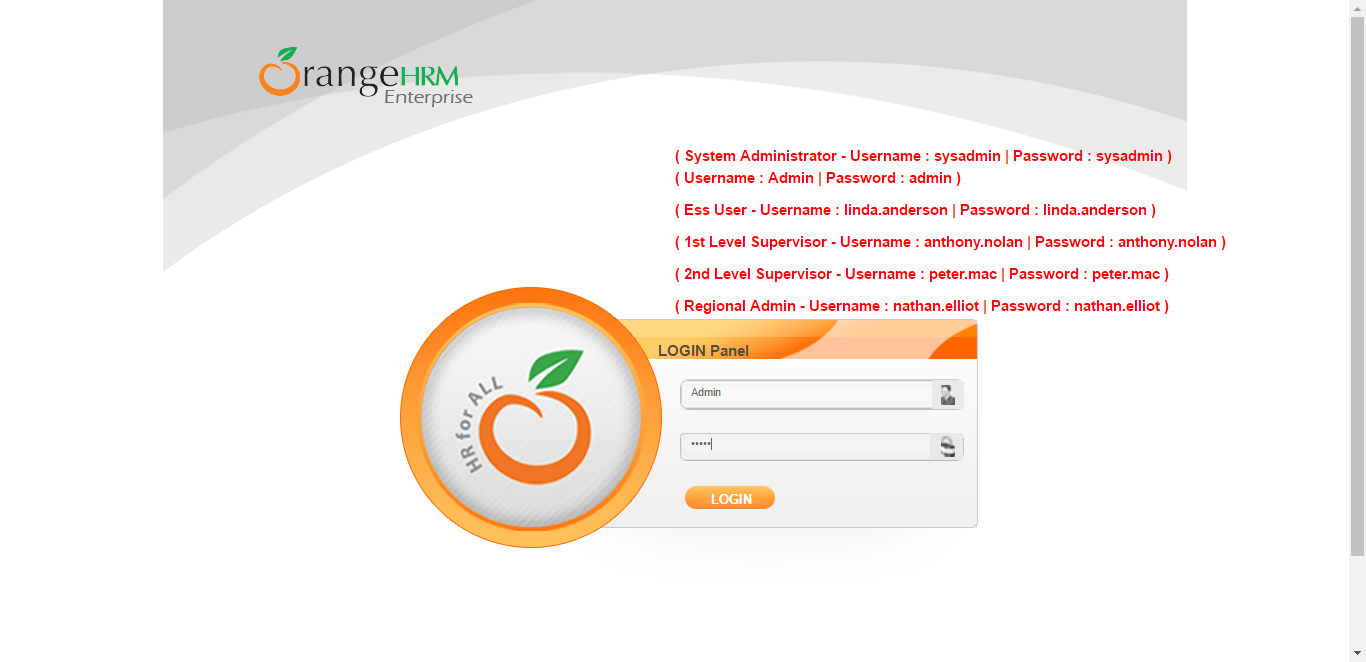 OrangeHRM
Enterprise
( System Administrator - Username : sysadmin | Password : sysadmin )
( Username : Admin | Password : admin )
( Ess User - Username : linda.anderson | Password : linda.anderson )
( 1st Level Supervisor - Username : anthony.nolan | Password : anthony.nolan )
( 2nd Level Supervisor - Username : peter.mac | Password : peter.mac )
( Regional Admin - Username : nathan.elliot | Password : nathan.elliot )
LOGIN Panel
HR for ALL
Admin
•••••
LOGIN